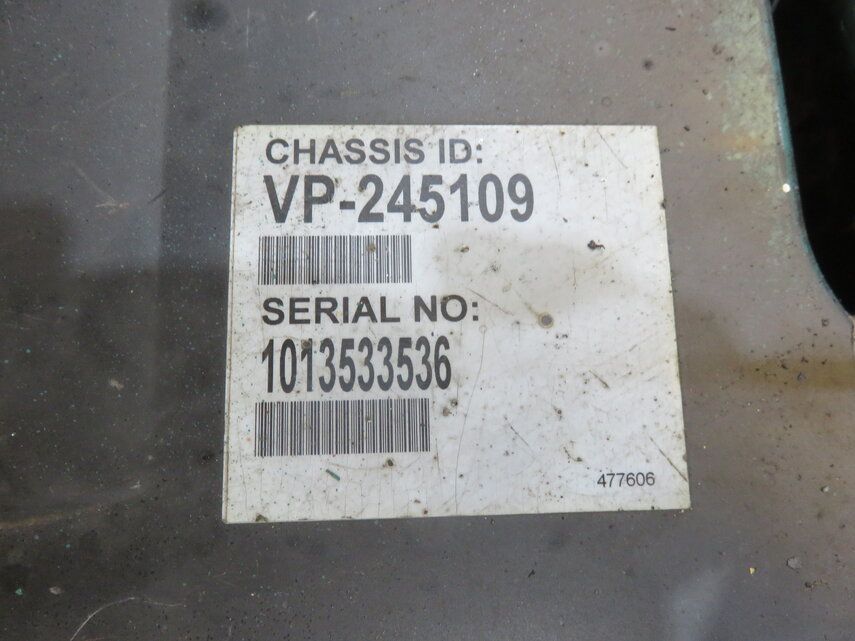 CHASSIS ID:
VP-245109
SERIAL NO:
1013533536
477606